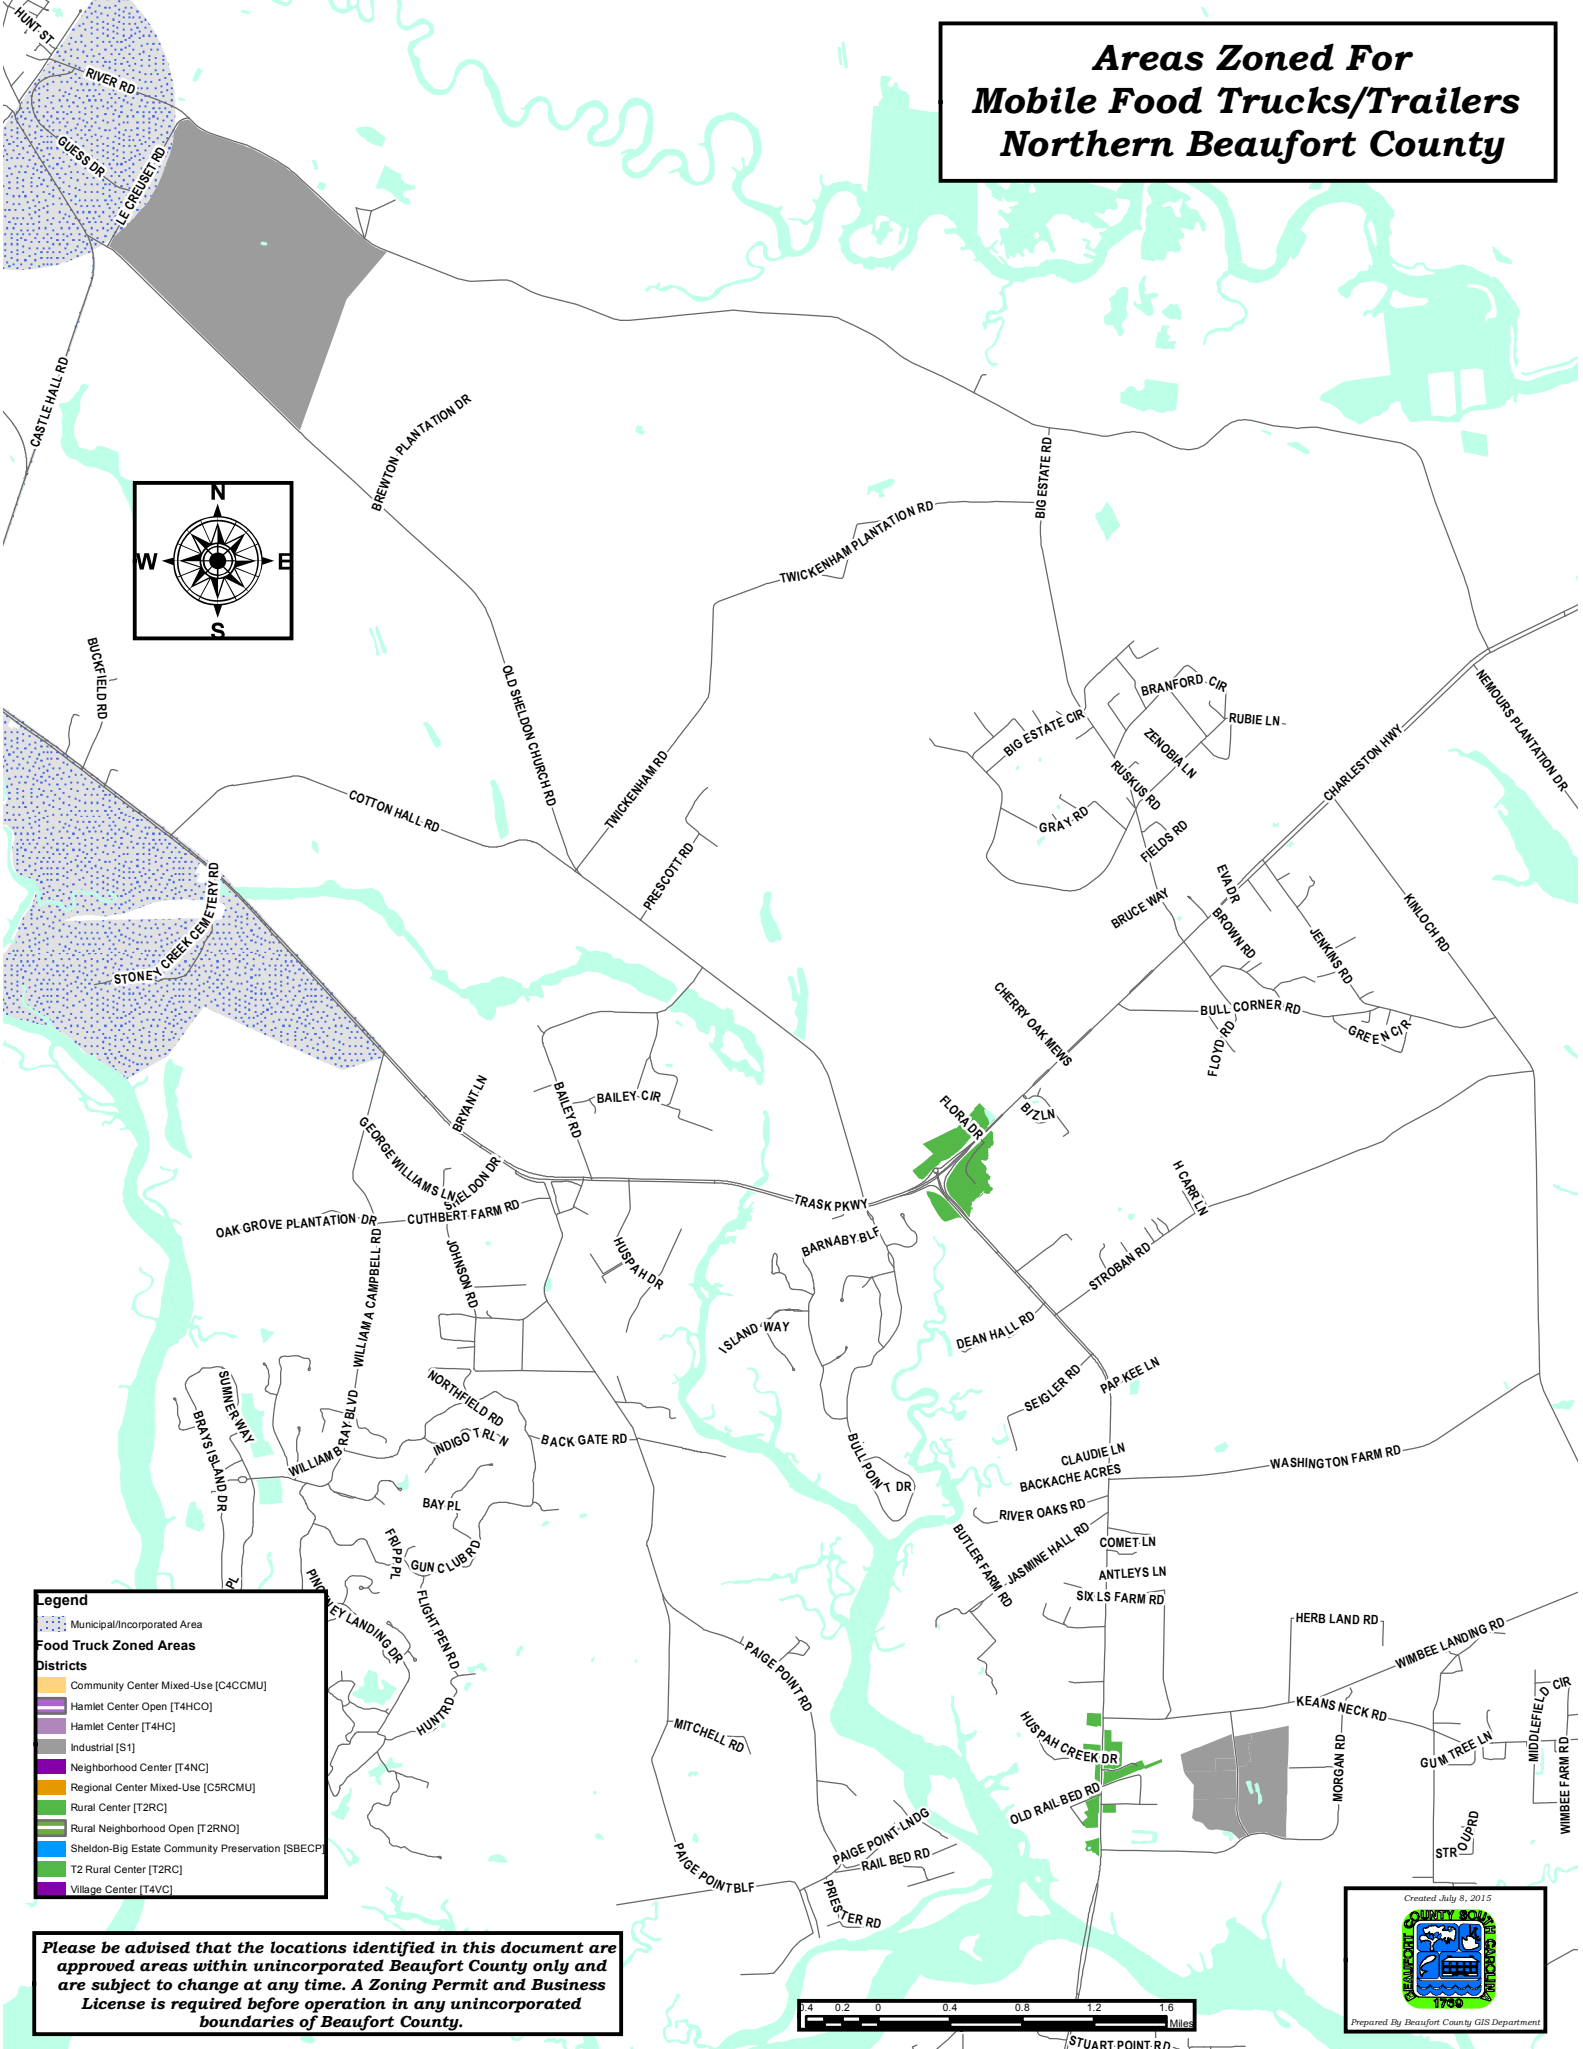 Areas Zoned For
Mobile Food Trucks/Trailers
Northern Beaufort County
HUNT ST
RIVER RD
GUESS DR
LE CREUSET RD
CASTLE HALL RD
BREWTON PLANTATION DR
BIG ESTATE RD
N
W E
S
TWICKENHAM PLANTATION RD
BUCKFIELD RD
OLD SHELDON CHURCH RD
BRANFORD CIR
RUBIE LN
BIG ESTATE CIR
ZENOBIA LN
NEMOURS PLANTATION DR
CHARLESTON HWY
RUSKUS RD
TWICKENHAM RD
COTTON HALL RD
GRAY RD
FIELDS RD
PRESCOTT RD
EVA DR
BRUCE WAY
BROWN RD
KINLOCH RD
JENKINS RD
STONEY CREEK CEMETERY RD
CHERRY OAK MEWS
BULL CORNER RD
GREEN CIR
FLOYD RD
BRYANT LN
BAILEY RD
BAILEY CIR
FLORA DR
BIZ LN
GEORGE WILLIAMS LN
SHELDON DR
H CARR LN
TRASK PKWY
OAK GROVE PLANTATION DR
CUTHBERT FARM RD
BARNABY BLF
JOHNSON RD
HUSPAH DR
STROBAN RD
WILLIAM A CAMPBELL RD
ISLAND WAY
DEAN HALL RD
PAPKEE LN
SEIGLER RD
SUMNER WAY
NORTHFIELD RD
BRAYS ISLAND DR
WILLIAM BRAY BLVD
INDIGO TRL N
BACK GATE RD
BULL POINT DR
CLAUDIE LN
WASHINGTON FARM RD
BACKACHE ACRES
RIVER OAKS RD
BAY PL
FRIPP PL
GUN CLUB RD
BUTLER FARM RD
JASMINE HALL RD
COMET LN
ANTLEYS LN
SIX LS FARM RD
PL
FLIGHT PEN RD
HERB LAND RD
WIMBEE LANDING RD
PAIGE POINT RD
HUNT RD
KEANS NECK RD
MIDDLEFIELD CIR
MITCHELL RD
HUSPAH CREEK DR
GUM TREE LN
MORGAN RD
WIMBEE FARM RD
OLD RAIL BED RD
PAIGE POINT LNDG
RAIL BED RD
STROUP RD
PAIGE POINT BLF
PRIESTER RD
STUART POINT RD
Legend
Municipal/Incorporated Area
Food Truck Zoned Areas
Districts
Community Center Mixed-Use [C4CCMU]
Hamlet Center Open [T4HCO]
Hamlet Center [T4HC]
Industrial [S1]
Neighborhood Center [T4NC]
Regional Center Mixed-Use [C5RCMU]
Rural Center [T2RC]
Rural Neighborhood Open [T2RNO]
Sheldon-Big Estate Community Preservation [SBECP]
T2 Rural Center [T2RC]
Village Center [T4VC]
Please be advised that the locations identified in this document are
approved areas within unincorporated Beaufort County only and
are subject to change at any time. A Zoning Permit and Business
License is required before operation in any unincorporated
boundaries of Beaufort County.
0.4 0.2 0 0.4 0.8 1.2 1.6
Miles
Created July 8, 2015
BEAUFORT COUNTY SOUTH CAROLINA
1769
Prepared By Beaufort County GIS Department